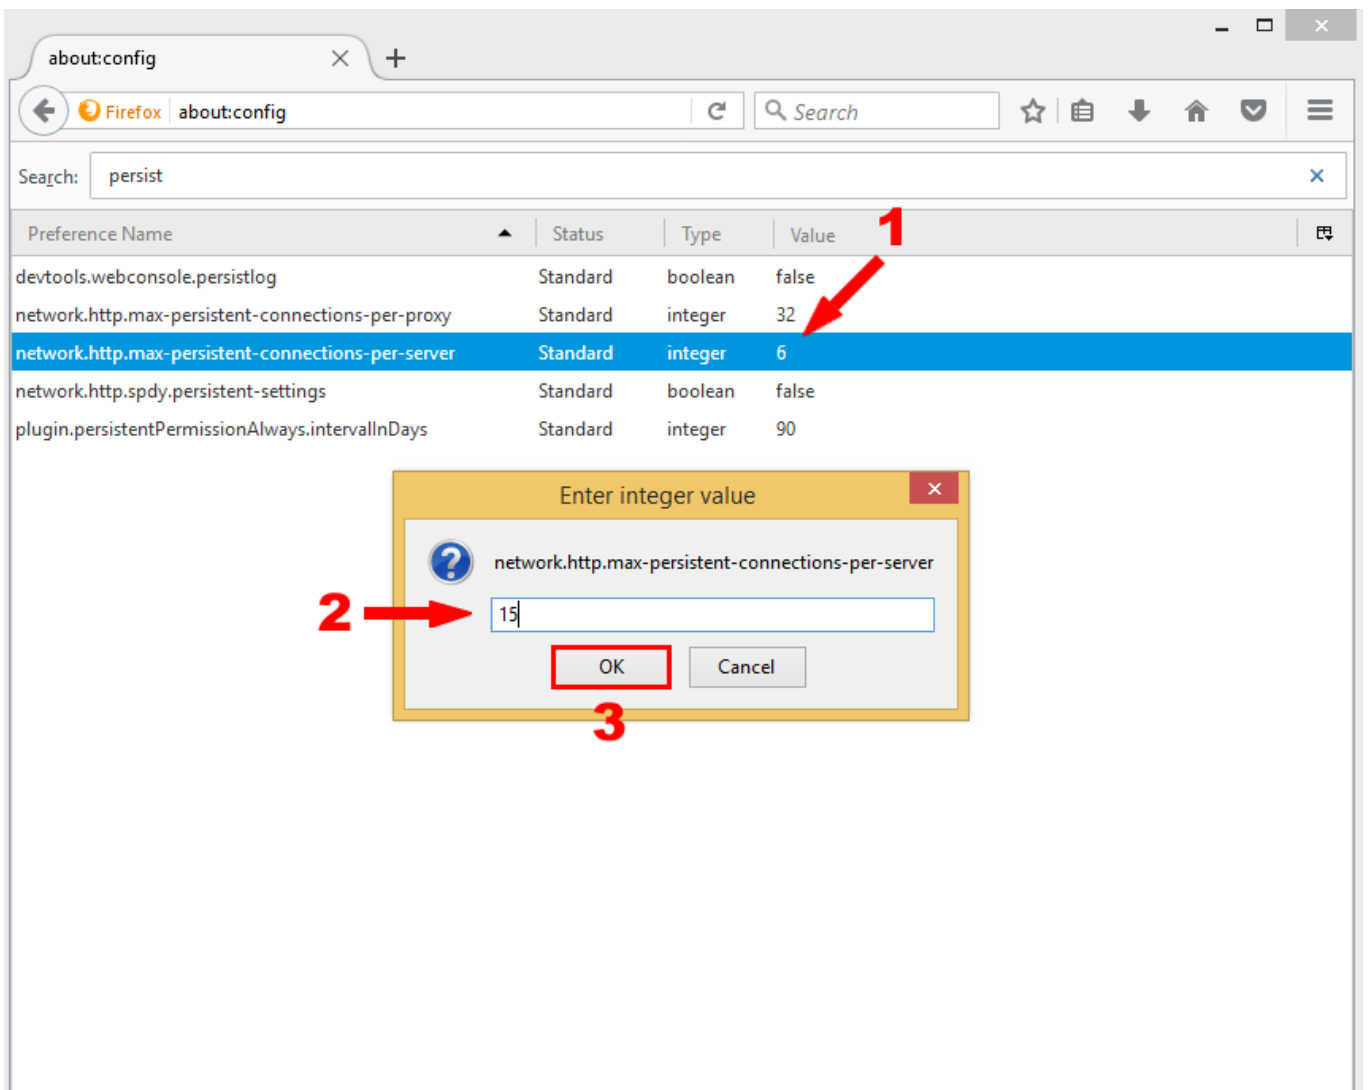 about:config
Firefox about:config Search
Search: persist
Preference Name Status Type Value 1
devtools.webconsole.persistlog Standard boolean false
network.http.max-persistent-connections-per-proxy Standard integer 32
network.http.max-persistent-connections-per-server Standard integer 6
network.http.spdy.persistent-settings Standard boolean false
plugin.persistentPermissionAlways.intervalInDays Standard integer 90
Enter integer value
network.http.max-persistent-connections-per-server
2 15
OK Cancel
3